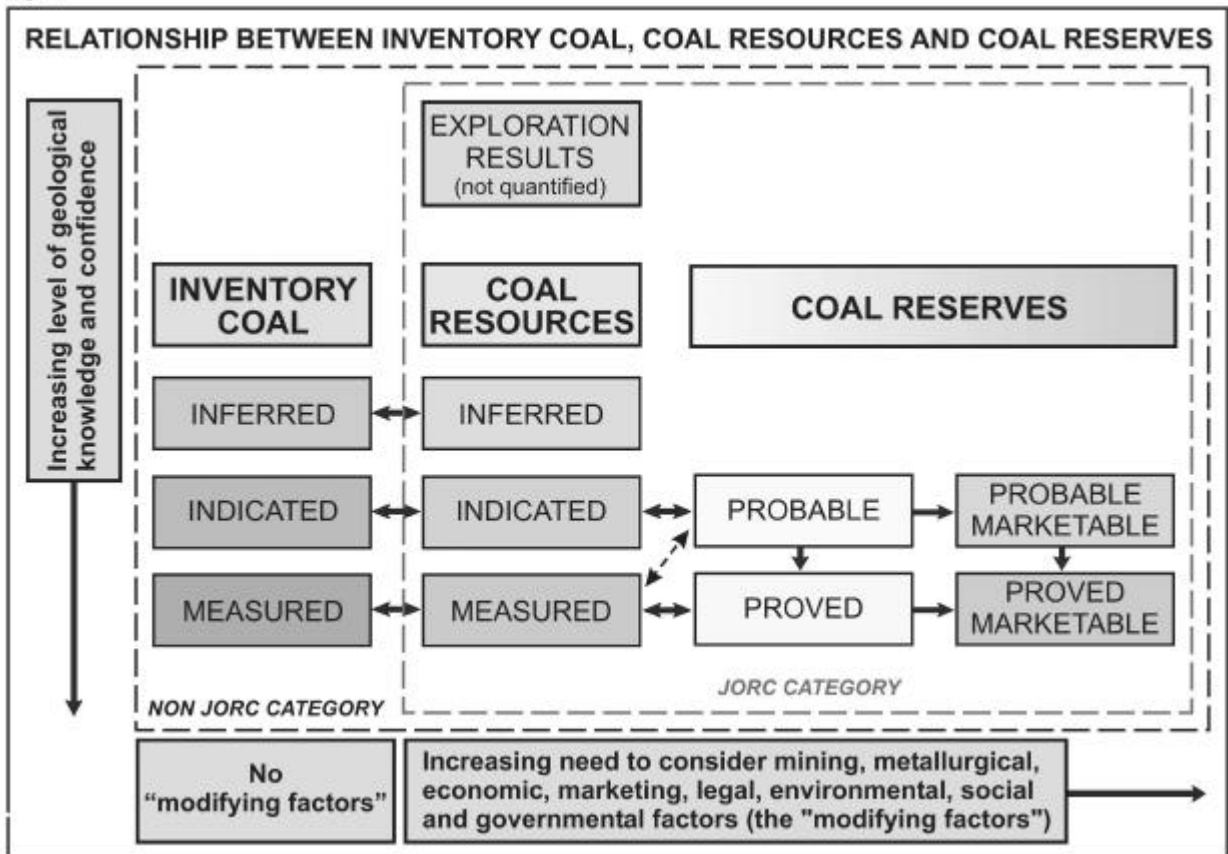 RELATIONSHIP BETWEEN INVENTORY COAL, COAL RESOURCES AND COAL RESERVES
Increasing level of geological
knowledge and confidence
EXPLORATION
RESULTS
(not quantified)
INVENTORY
COAL
COAL
RESOURCES
COAL RESERVES
INFERRED
INFERRED
INDICATED
INDICATED
PROBABLE
PROBABLE
MARKETABLE
MEASURED
MEASURED
PROVED
PROVED
MARKETABLE
JORC CATEGORY
NON JORC CATEGORY
No
“modifying factors”
Increasing need to consider mining, metallurgical,
economic, marketing, legal, environmental, social
and governmental factors (the "modifying factors")